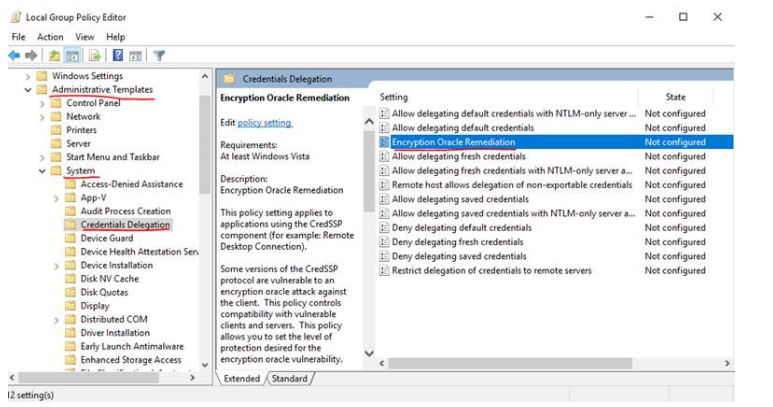 Local Group Policy Editor
File Action View Help
Windows Settings
Administrative Templates
Control Panel
Network
Printers
Server
Start Menu and Taskbar
System
Access-Denied Assistance
App-V
Audit Process Creation
Credentials Delegation
Device Guard
Device Health Attestation Serv
Device Installation
Disk NV Cache
Disk Quotas
Display
Distributed COM
Driver Installation
Early Launch Antimalware
Enhanced Storage Access
Credentials Delegation
Encryption Oracle Remediation
Edit policy setting
Requirements:
At least Windows Vista
Description:
Encryption Oracle Remediation
This policy setting applies to
applications using the CredSSP
component (for example: Remote
Desktop Connection).
Some versions of the CredSSP
protocol are vulnerable to an
encryption oracle attack against
the client. This policy controls
compatibility with vulnerable
clients and servers. This policy
allows you to set the level of
protection desired for the
encryption oracle vulnerability.
Setting State
Allow delegating default credentials with NTLM-only server ... Not configured
Allow delegating default credentials Not configured
Encryption Oracle Remediation Not configured
Allow delegating fresh credentials Not configured
Allow delegating fresh credentials with NTLM-only server a... Not configured
Remote host allows delegation of non-exportable credentials Not configured
Allow delegating saved credentials Not configured
Allow delegating saved credentials with NTLM-only server a... Not configured
Deny delegating default credentials Not configured
Deny delegating fresh credentials Not configured
Deny delegating saved credentials Not configured
Restrict delegation of credentials to remote servers Not configured
Extended Standard
12 setting(s)